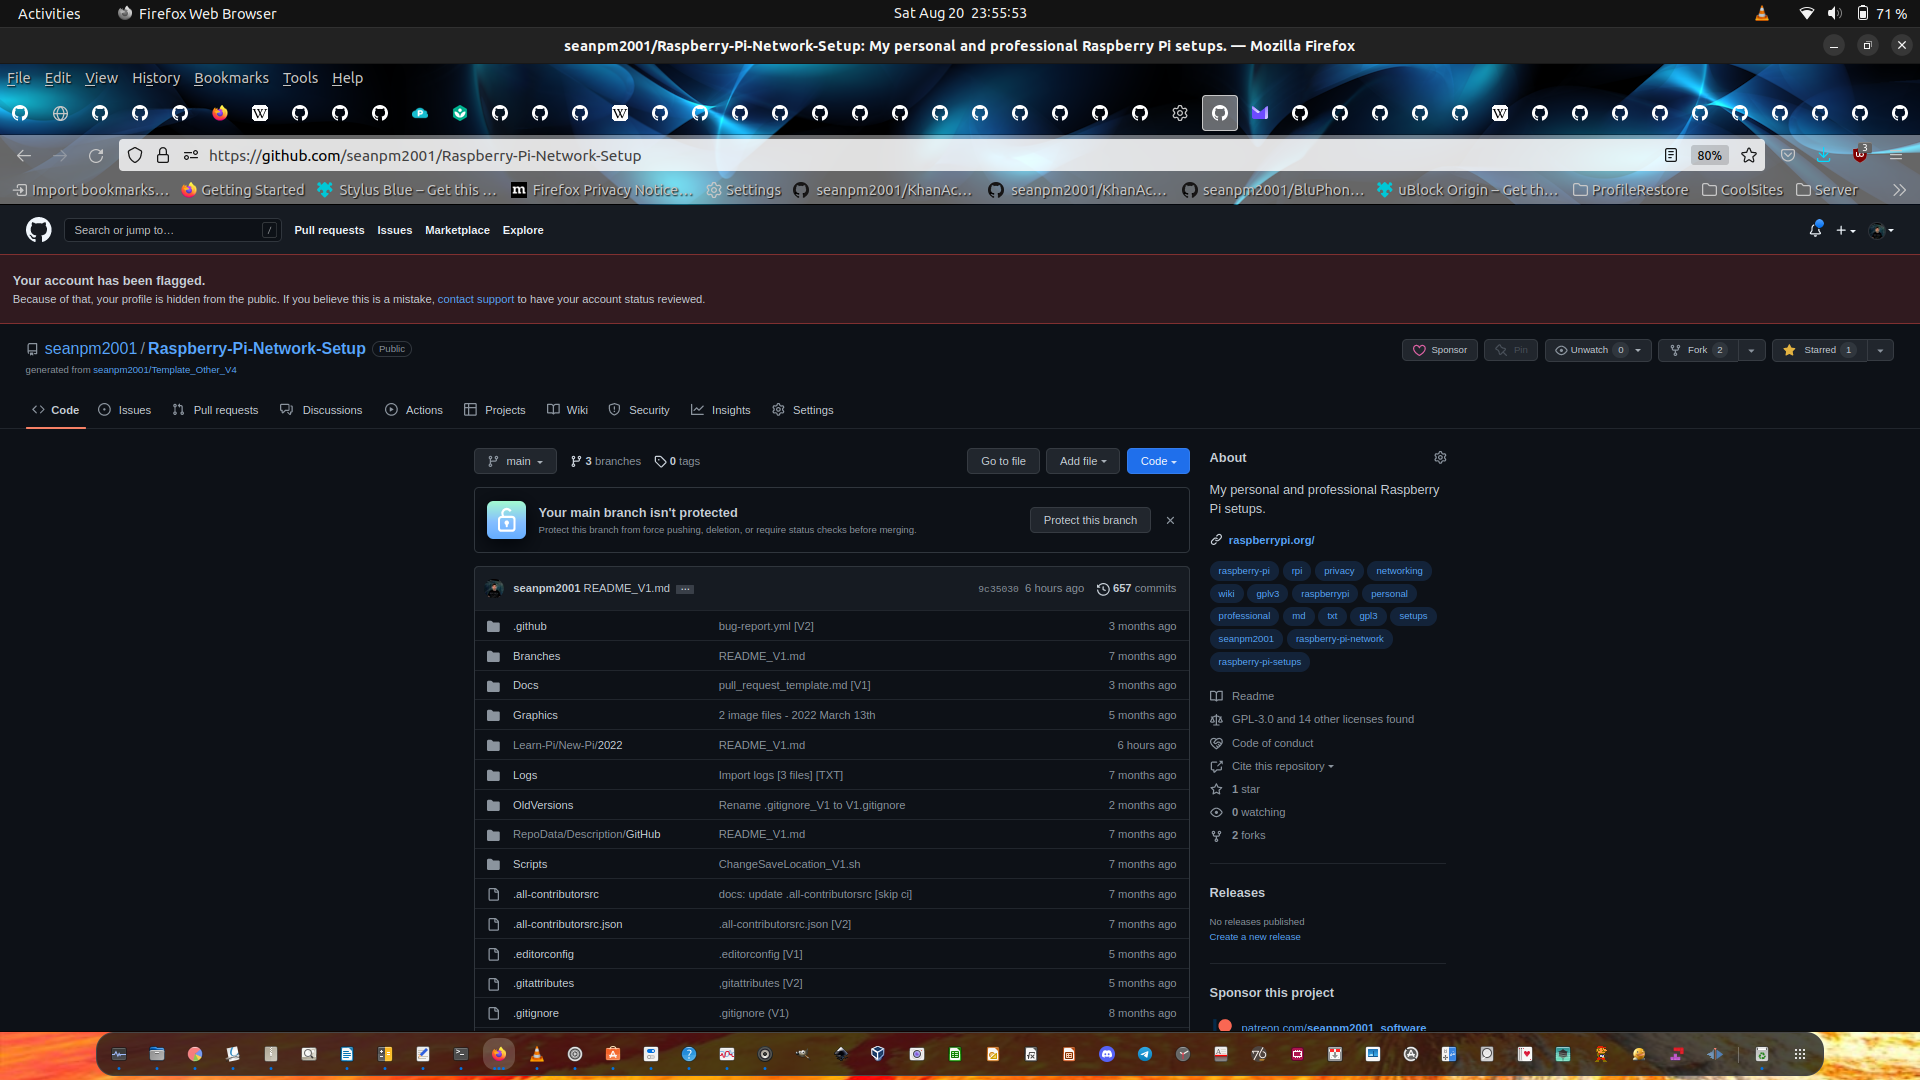 Activities Firefox Web Browser Sat Aug 20 23:55:53 71 %
seanpm2001/Raspberry-Pi-Network-Setup: My personal and professional Raspberry Pi setups. — Mozilla Firefox
File Edit View History Bookmarks Tools Help
https://github.com/seanpm2001/Raspberry-Pi-Network-Setup 80% 3
Import bookmarks… Getting Started Stylus Blue – Get this … Firefox Privacy Notice… Settings seanpm2001/KhanAc… seanpm2001/KhanAc… seanpm2001/BluPhon… uBlock Origin – Get th… ProfileRestore CoolSites Server
Search or jump to… / Pull requests Issues Marketplace Explore
Your account has been flagged.
Because of that, your profile is hidden from the public. If you believe this is a mistake, contact support to have your account status reviewed.
seanpm2001 / Raspberry-Pi-Network-Setup Public
Sponsor Pin Unwatch 0 Fork 2 Starred 1
generated from seanpm2001/Template_Other_V4
Code Issues Pull requests Discussions Actions Projects Wiki Security Insights Settings
main 3 branches 0 tags Go to file Add file Code
Your main branch isn't protected
Protect this branch from force pushing, deletion, or require status checks before merging.
Protect this branch
seanpm2001 README_V1.md … 9c35030 6 hours ago 657 commits
.github bug-report.yml [V2] 3 months ago
Branches README_V1.md 7 months ago
Docs pull_request_template.md [V1] 3 months ago
Graphics 2 image files - 2022 March 13th 5 months ago
Learn-Pi/New-Pi/2022 README_V1.md 6 hours ago
Logs Import logs [3 files] [TXT] 7 months ago
OldVersions Rename .gitignore_V1 to V1.gitignore 2 months ago
RepoData/Description/GitHub README_V1.md 7 months ago
Scripts ChangeSaveLocation_V1.sh 7 months ago
.all-contributorsrc docs: update .all-contributorsrc [skip ci] 7 months ago
.all-contributorsrc.json .all-contributorsrc.json [V2] 7 months ago
.editorconfig .editorconfig [V1] 5 months ago
.gitattributes .gitattributes [V2] 5 months ago
.gitignore .gitignore (V1) 8 months ago
About
My personal and professional Raspberry
Pi setups.
raspberrypi.org/
raspberry-pi rpi privacy networking
wiki gplv3 raspberrypi personal
professional md txt gpl3 setups
seanpm2001 raspberry-pi-network
raspberry-pi-setups
Readme
GPL-3.0 and 14 other licenses found
Code of conduct
Cite this repository
1 star
0 watching
2 forks
Releases
No releases published
Create a new release
Sponsor this project
patreon.com/seanpm2001_software